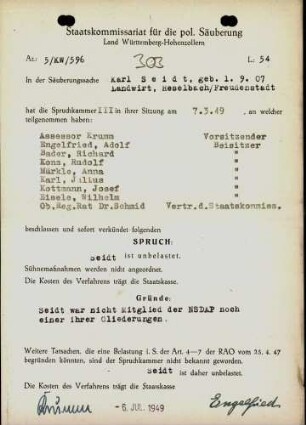 Staatskommissariat für die pol. Säuberung
Land Württemberg-Hohenzollern
Az.: 5/KW/596 303 L: 54
In der Säuberungssache Karl Seidt, geb. 1. 9. 07
Landwirt, Heselbach/Freudenstadt
hat die Spruchkammer III in ihrer Sitzung am 7.3.49 , an welcher
teilgenommen haben:
Assessor Krumm Vorsitzender
Engelfried, Adolf Beisitzer
Bader, Richard "
Konz, Rudolf "
Märkle, Anna "
Karl, Julius "
Kottmann, Josef "
Eisele, Wilhelm "
Ob.Reg.Rat Dr.Schmid Vertr.d.Staatskommiss.
beschlossen und sofort verkündet folgenden
SPRUCH:
Seidt ist unbelastet.
Sühnemaßnahmen werden nicht angeordnet.
Die Kosten des Verfahrens trägt die Staatskasse.
Gründe:
Seidt war nicht Mitglied der NSDAP noch
einer ihrer Gliederungen.
Weitere Tatsachen, die eine Belastung i. S. der Art. 4—7 der RAO vom 25. 4. 47
begründen könnten, sind der Spruchkammer nicht bekannt geworden.
Seidt ist daher unbelastet.
Die Kosten des Verfahrens trägt die Staatskasse
Krumm - 6. JUL. 1949 Engelfried